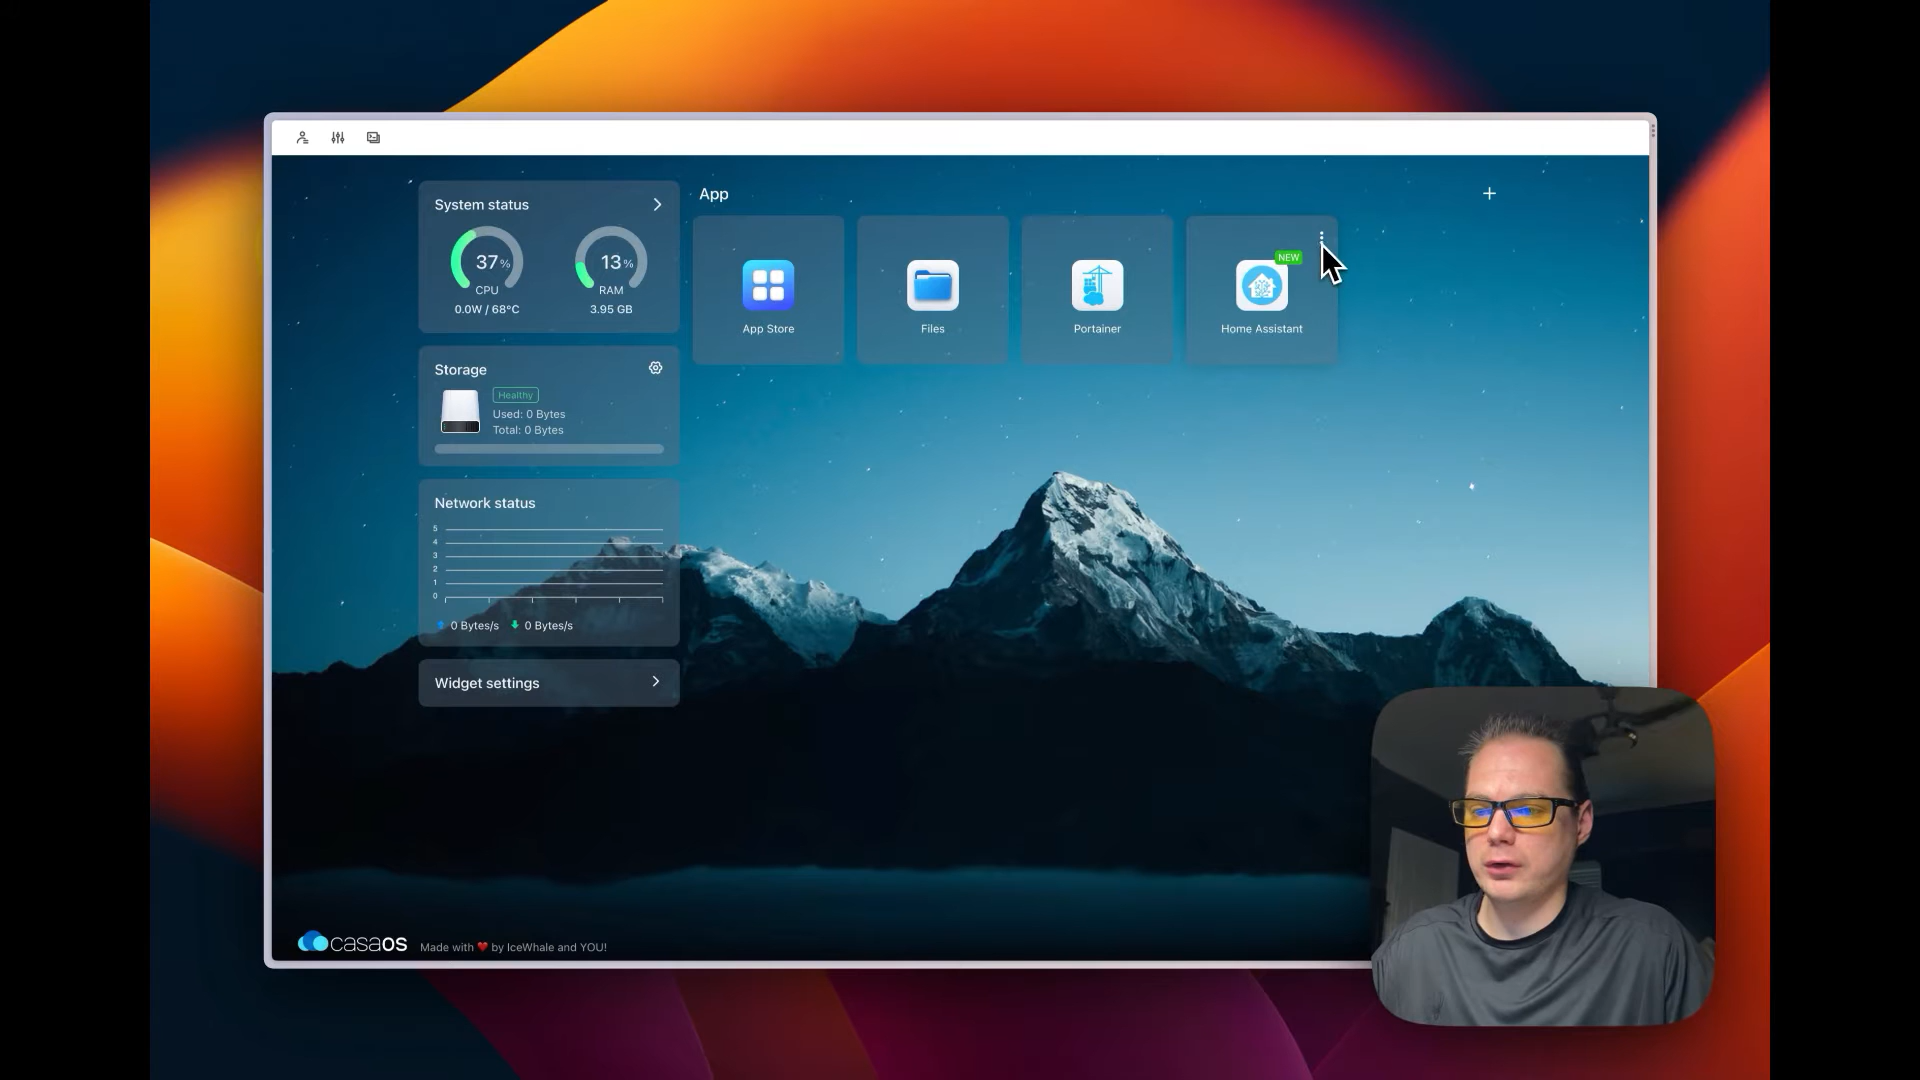 System status
37%
CPU
0.0W / 68°C
13%
RAM
3.95 GB
Storage
Healthy
Used: 0 Bytes
Total: 0 Bytes
Network status
5
4
3
2
1
0
0 Bytes/s 0 Bytes/s
Widget settings
App
App Store
Files
Portainer
NEW
Home Assistant
casaOS
Made with ❤️ by IceWhale and YOU!